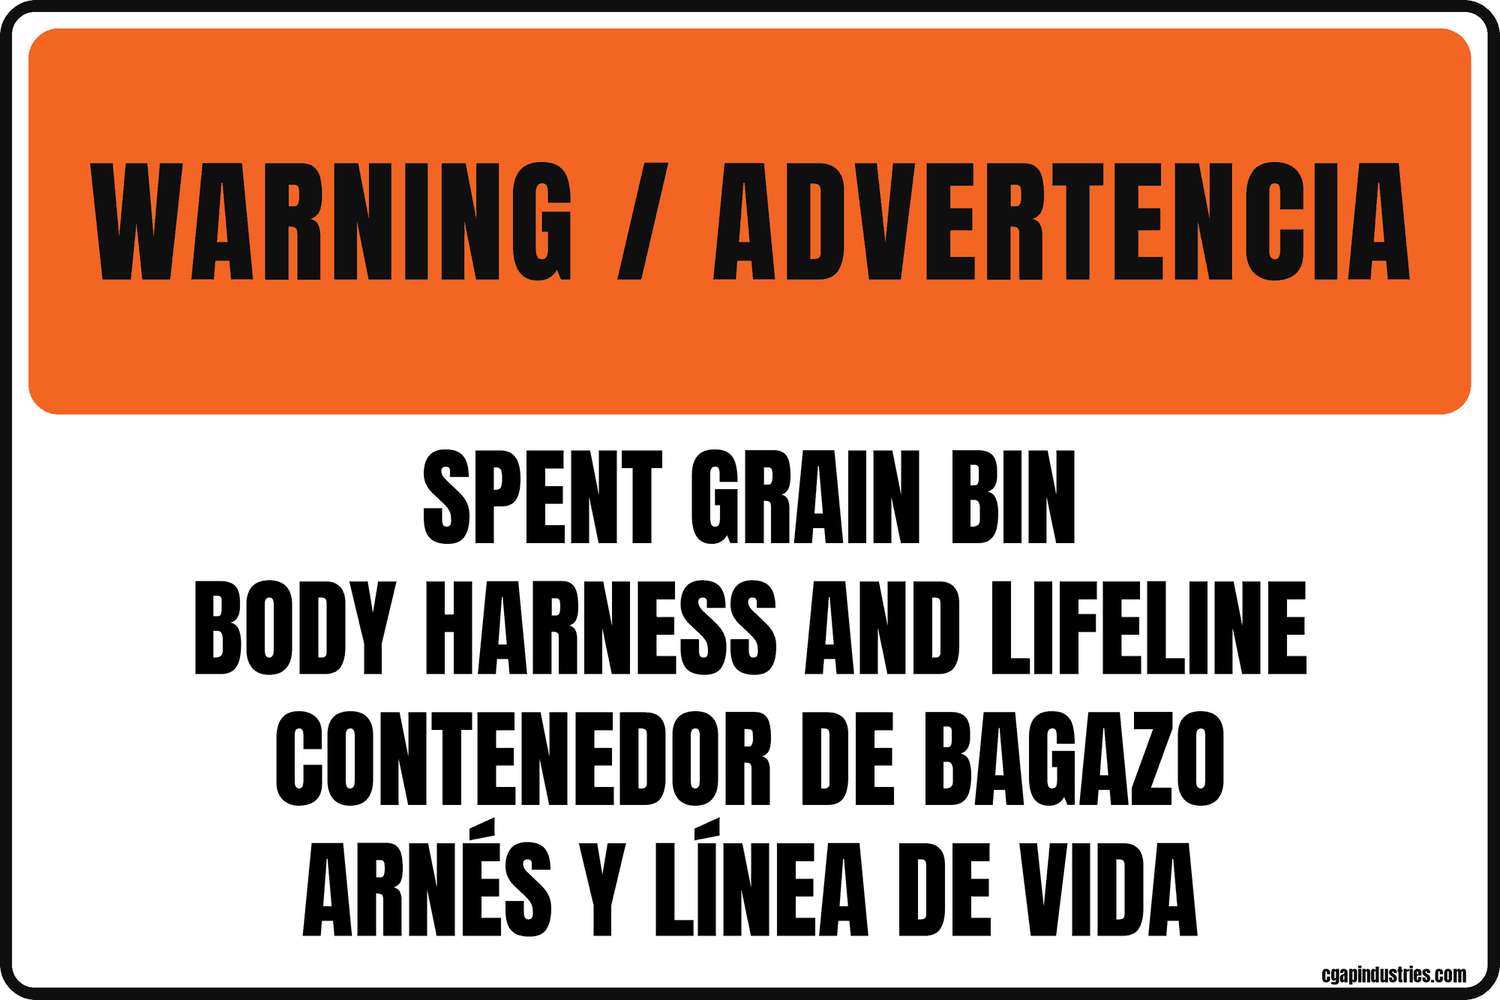 WARNING / ADVERTENCIA
SPENT GRAIN BIN
BODY HARNESS AND LIFELINE
CONTENEDOR DE BAGAZO
ARNÉS Y LÍNEA DE VIDA
cgapindustries.com